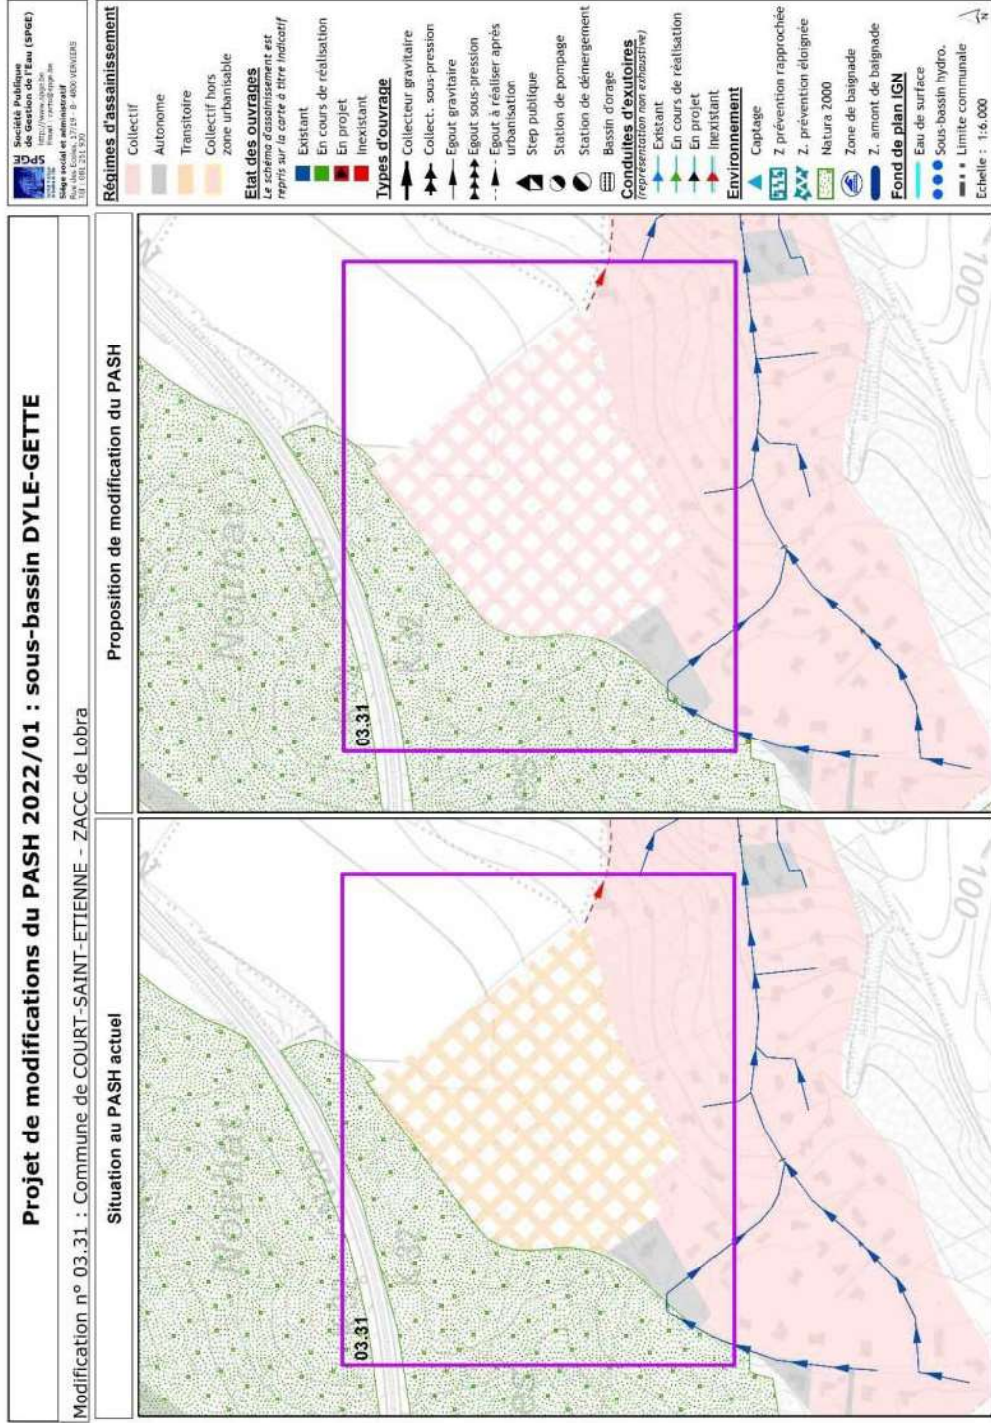 Projet de modifications du PASH 2022/01 : sous-bassin DYLE-GETTE
Modification n° 03.31 : Commune de COURT-SAINT-ETIENNE - ZACC de Lobra
Situation au PASH actuel
03.31
100
Proposition de modification du PASH
03.31
100
SPGE
Société Publique
de Gestion de l'Eau (SPGE)
http://www.spge.be
Siège social et administratif
Régimes d'assainissement
Collectif
Autonome
Transitoire
Collectif hors
zone urbanisable
Etat des ouvrages
Le schéma d'assainissement est
repris sur la carte à titre indicatif
Existant
En cours de réalisation
En projet
Inexistant
Types d'ouvrage
Collecteur gravitaire
Collect. sous-pression
Egout gravitaire
Egout sous-pression
Egout à réaliser après
urbanisation
Step publique
Station de pompage
Station de démergement
Bassin d'orage
Conduites d'exutoires
(représentation non exhaustive)
Existant
En cours de réalisation
En projet
Inexistant
Environnement
Captage
Z prévention rapprochée
Z. prévention éloignée
Natura 2000
Zone de baignade
Z. amont de baignade
Fond de plan IGN
Eau de surface
Sous-bassin hydro.
Limite communale
Echelle : 1:6.000
N